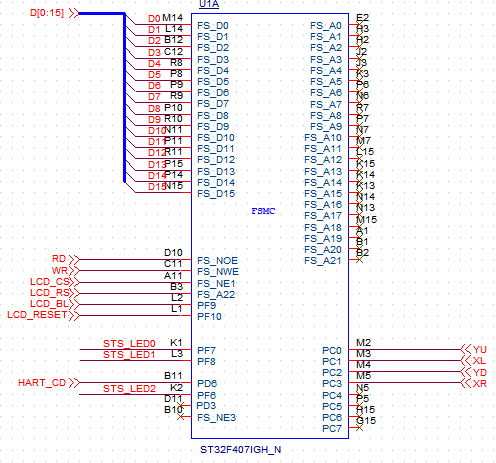 U1A
D[0:15]
D0 M14 FS_D0 FS_A0 E2
D1 L14 FS_D1 FS_A1 H3
D2 B12 FS_D2 FS_A2 H2
D3 C12 FS_D3 FS_A3 J2
D4 R8 FS_D4 FS_A4 J3
D5 P8 FS_D5 FS_A5 K3
D6 P9 FS_D6 FS_A6 P6
D7 R9 FS_D7 FS_A7 N6
D8 P10 FS_D8 FS_A8 R7
D9 R10 FS_D9 FS_A9 P7
D10 N11 FS_D10 FS_A10 N7
D11 P11 FS_D11 FS_A11 M7
D12 R11 FS_D12 FS_A12 L15
D13 P15 FS_D13 FS_A13 K15
D14 P14 FS_D14 FS_A14 K14
D15 N15 FS_D15 FS_A15 K13
FS_A16 N14
FSMC FS_A17 N13
FS_A18 M15
FS_A19 A1
FS_A20 B1
RD D10 FS_NOE FS_A21 B2
WR C11 FS_NWE
LCD_CS A11 FS_NE1
LCD_RS B3 FS_A22
LCD_BL L2 PF9
LCD_RESET L1 PF10
STS_LED0 K1 PF7 PC0 M2 YU
STS_LED1 L3 PF8 PC1 M3 XL
PC2 M4 YD
HART_CD B11 PD6 PC3 M5 XR
STS_LED2 K2 PF6 PC4 N5
D11 PD3 PC5 P5
B10 FS_NE3 PC6 H15
PC7 G15
ST32F407IGH_N